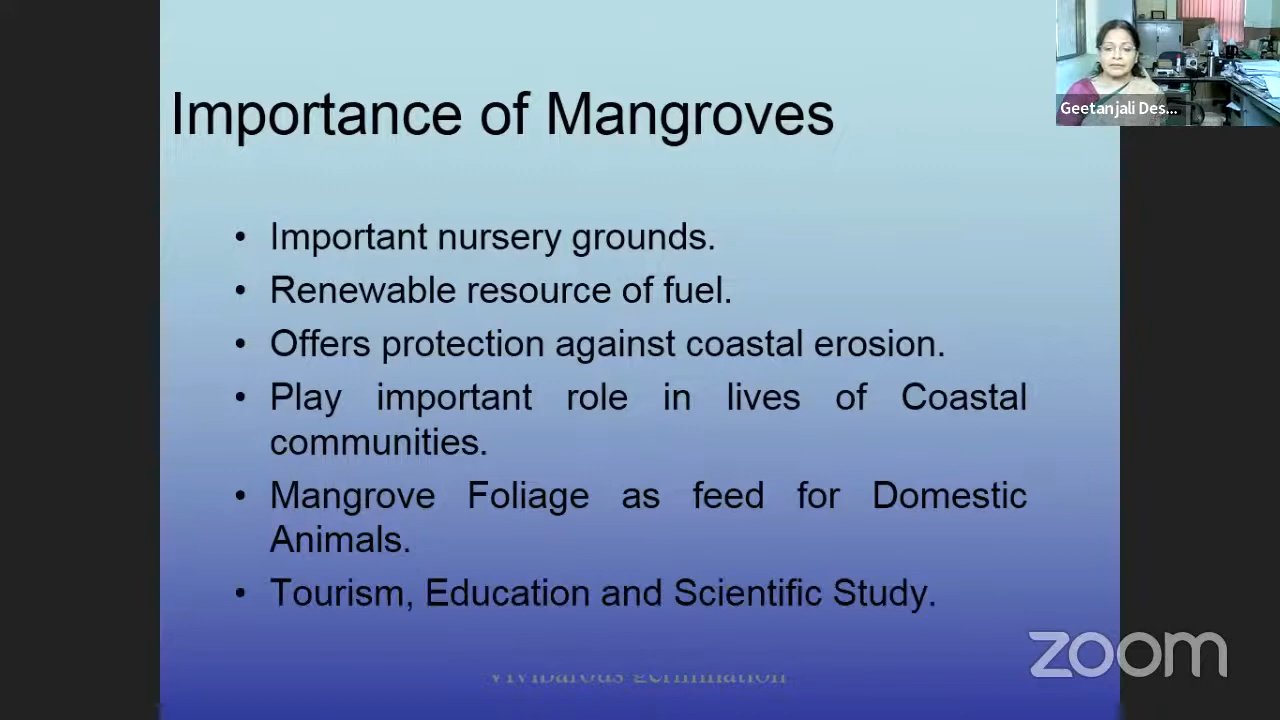 Geetanjali Des...
Importance of Mangroves
• Important nursery grounds.
• Renewable resource of fuel.
• Offers protection against coastal erosion.
• Play important role in lives of Coastal
communities.
• Mangrove Foliage as feed for Domestic
Animals.
• Tourism, Education and Scientific Study.
zoom
germination